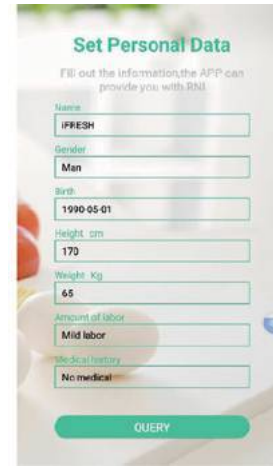 Set Personal Data
Fill out the information,the APP can
provide you with RNI
Name
iFRESH
Gender
Man
Birth
1990-05-01
Height cm
170
Weight Kg
65
Amount of labor
Mild labor
Medical history
No medical
QUERY